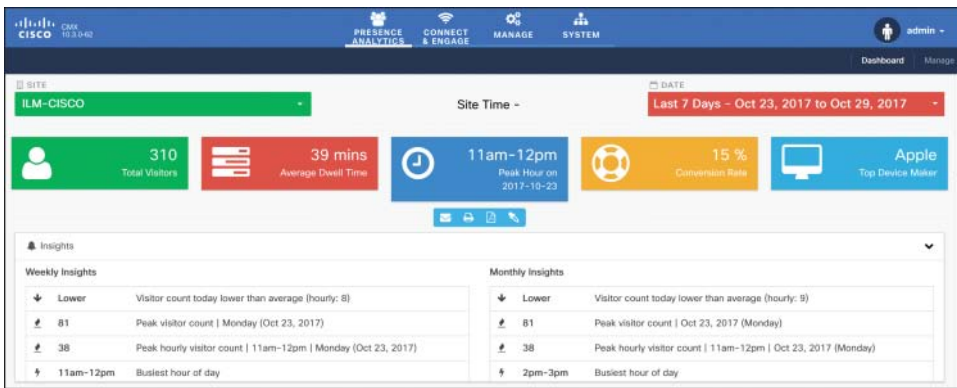 CISCO CMX 10.3.0-62
PRESENCE ANALYTICS
CONNECT & ENGAGE
MANAGE
SYSTEM
admin
Dashboard Manage
SITE
ILM-CISCO
Site Time -
DATE
Last 7 Days - Oct 23, 2017 to Oct 29, 2017
310
Total Visitors
39 mins
Average Dwell Time
11am-12pm
Peak Hour on
2017-10-23
15 %
Conversion Rate
Apple
Top Device Maker
Insights
Weekly Insights
Lower Visitor count today lower than average (hourly: 8)
81 Peak visitor count | Monday (Oct 23, 2017)
38 Peak hourly visitor count | 11am-12pm | Monday (Oct 23, 2017)
11am-12pm Busiest hour of day
Monthly Insights
Lower Visitor count today lower than average (hourly: 9)
81 Peak visitor count | Oct 23, 2017 (Monday)
38 Peak hourly visitor count | 11am-12pm | Oct 23, 2017 (Monday)
2pm-3pm Busiest hour of day